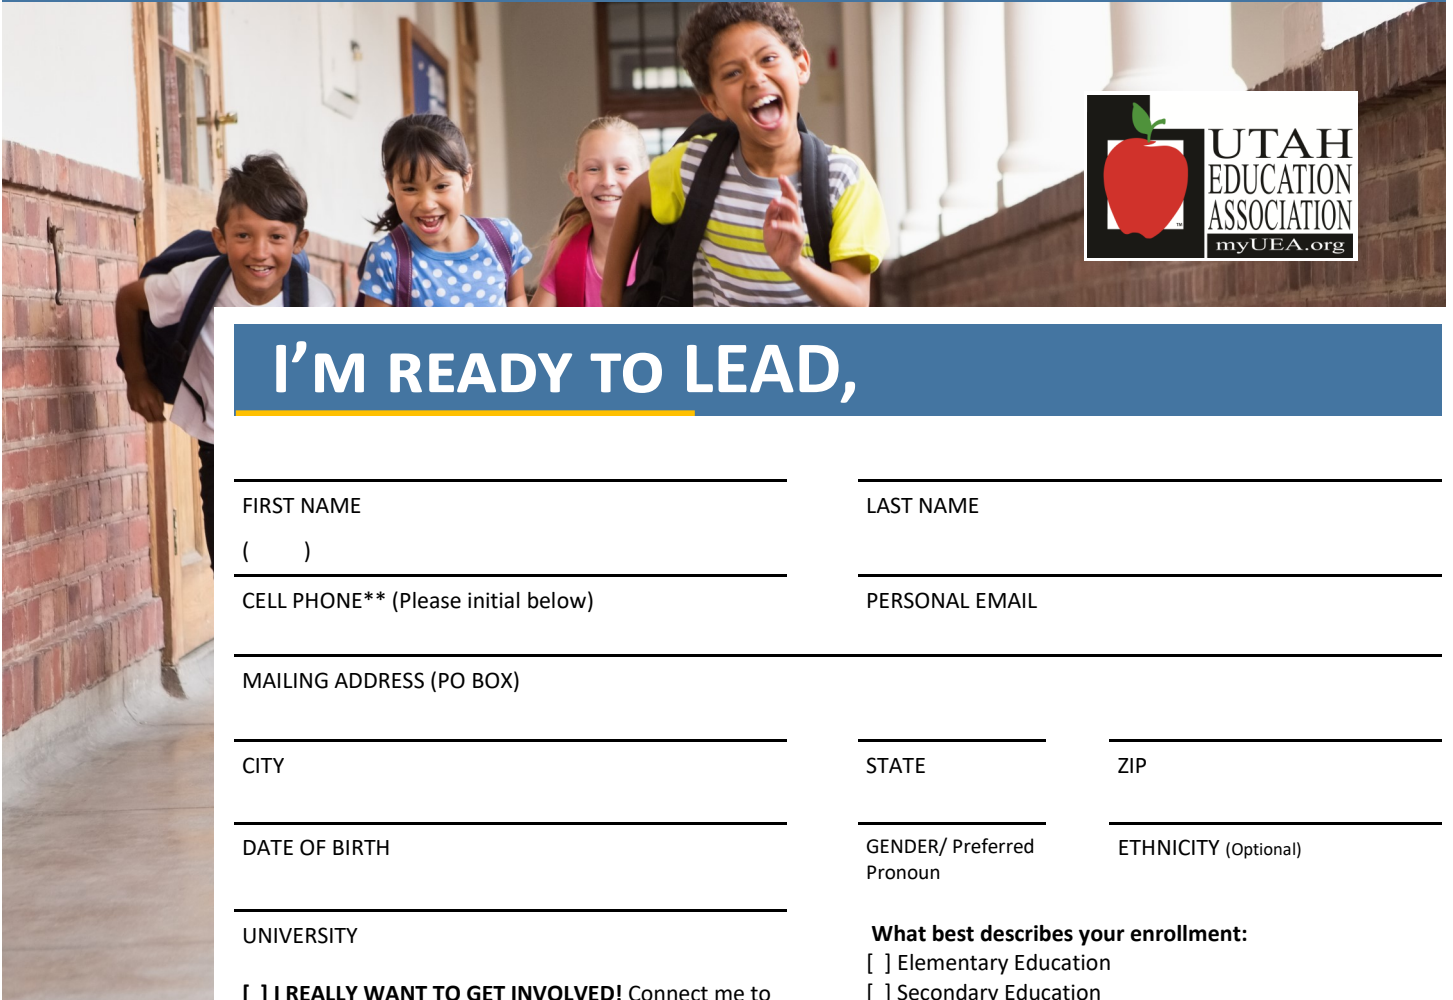 UTAH
EDUCATION
ASSOCIATION
™
myUEA.org
I’M READY TO LEAD,
FIRST NAME
LAST NAME
( )
CELL PHONE** (Please initial below)
PERSONAL EMAIL
MAILING ADDRESS (PO BOX)
CITY
STATE
ZIP
DATE OF BIRTH
GENDER/ Preferred
Pronoun
ETHNICITY (Optional)
UNIVERSITY
What best describes your enrollment:
[ ] Elementary Education
[ ] I REALLY WANT TO GET INVOLVED! Connect me to
[ ] Secondary Education